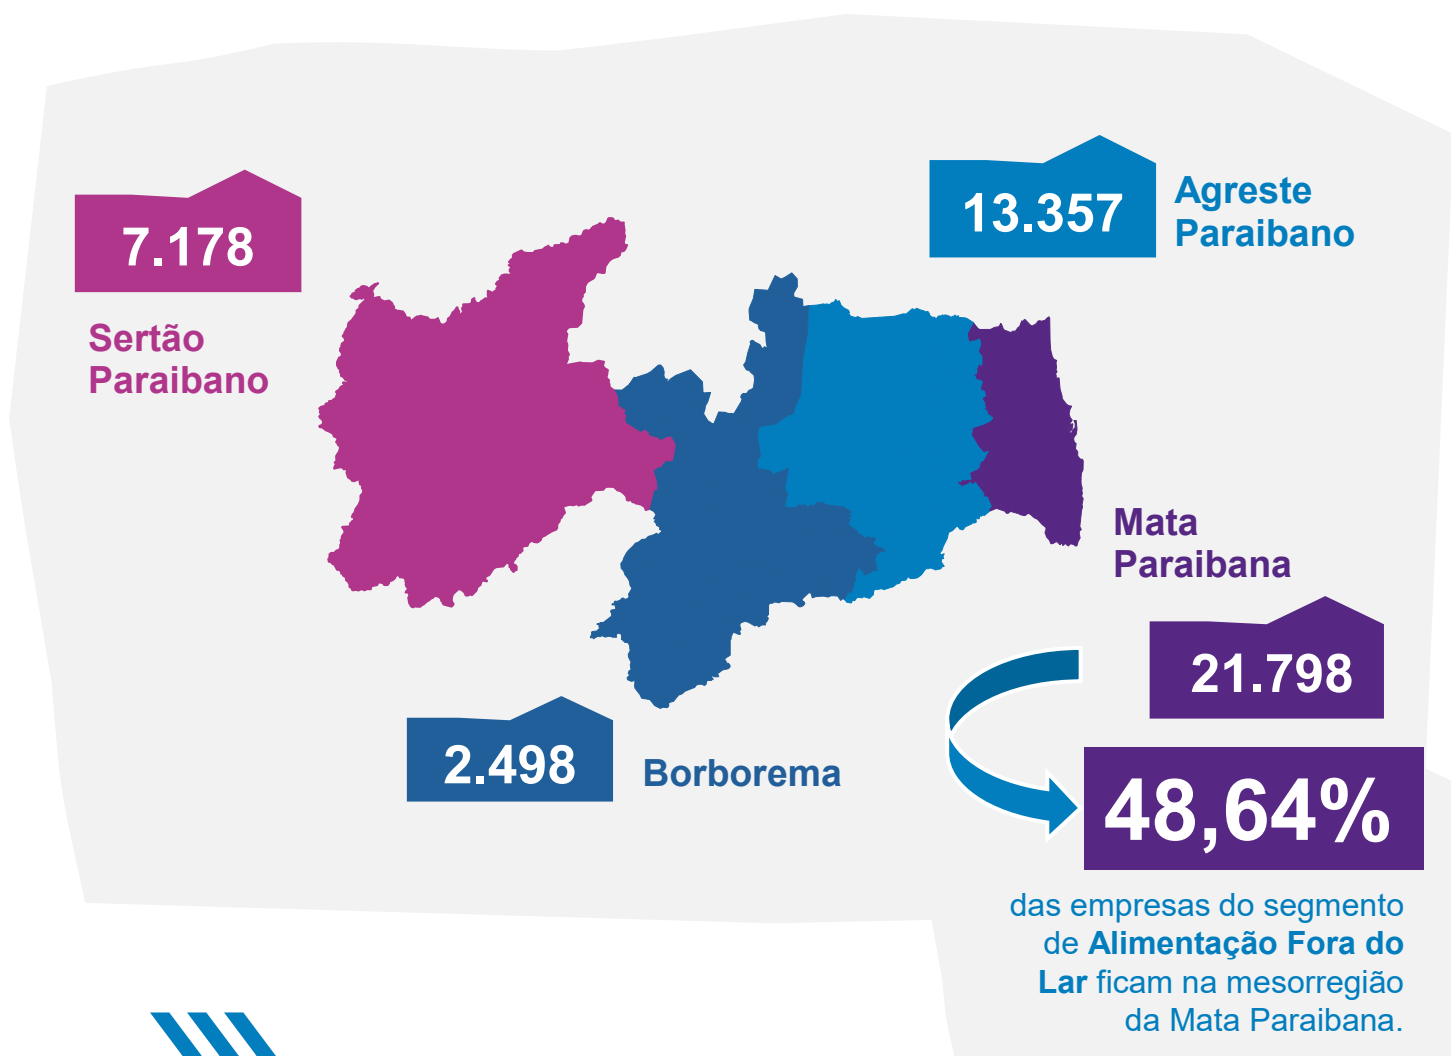 7.178
Sertão
Paraibano
13.357
Agreste
Paraibano
Mata
Paraibana
21.798
2.498
Borborema
48,64%
das empresas do segmento
de Alimentação Fora do
Lar ficam na mesorregião
da Mata Paraibana.